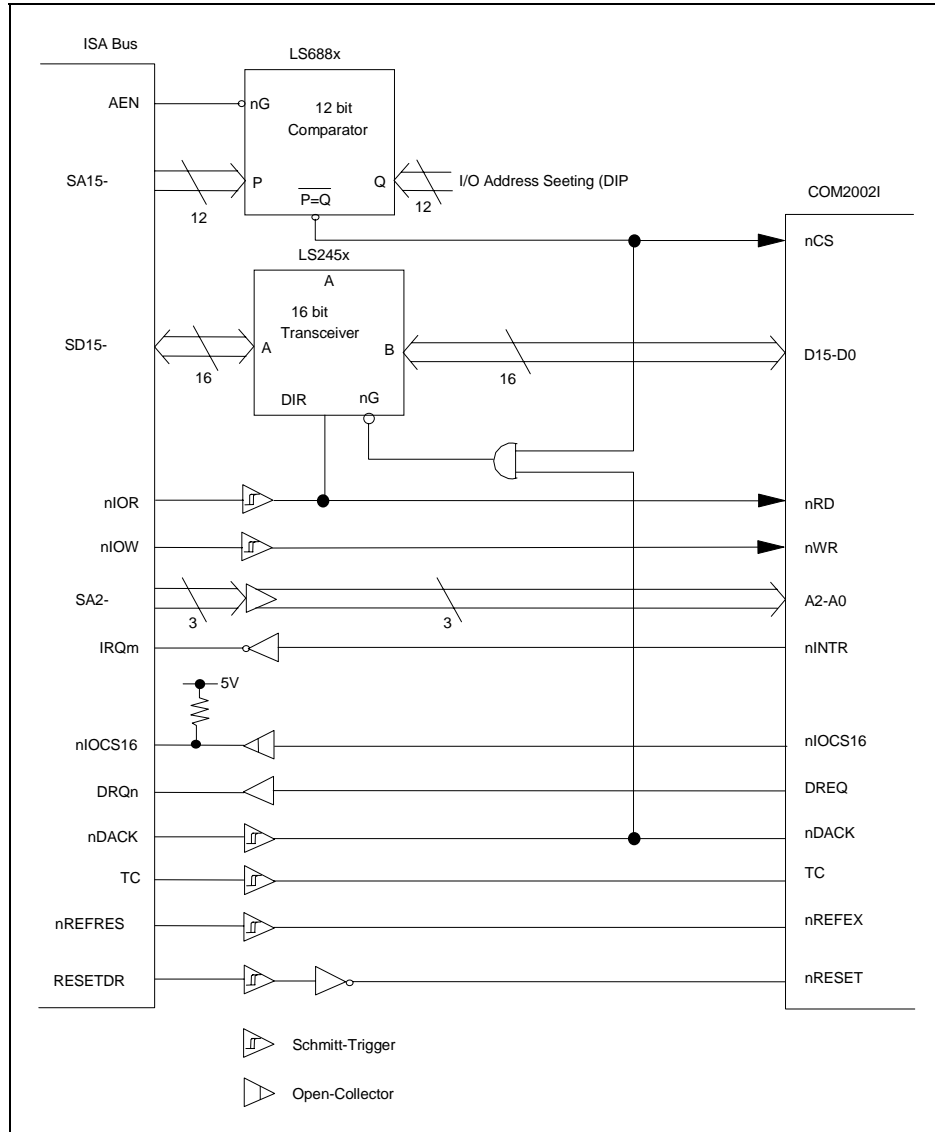 ISA Bus
LS688x
AEN
nG
12 bit
Comparator
SA15-
P
Q
I/O Address Seeting (DIP
12
12
P=Q
COM2002I
nCS
LS245x
A
16 bit
Transceiver
SD15-
A
B
D15-D0
16
16
DIR
nG
nIOR
nRD
nIOW
nWR
SA2-
A2-A0
3
3
IRQm
nINTR
5V
nIOCS16
nIOCS16
DRQn
DREQ
nDACK
nDACK
TC
TC
nREFRES
nREFEX
RESETDR
nRESET
Schmitt-Trigger
Open-Collector